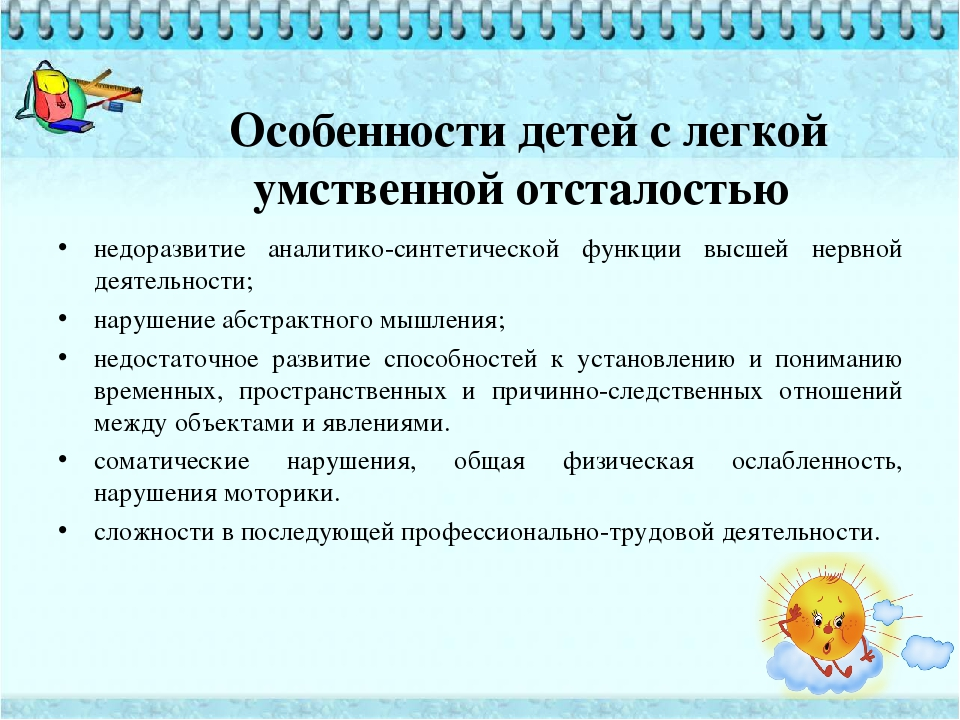 Особенности детей с легкой
умственной отсталостью
• недоразвитие аналитико-синтетической функции высшей нервной
деятельности;
• нарушение абстрактного мышления;
• недостаточное развитие способностей к установлению и пониманию
временных, пространственных и причинно-следственных отношений
между объектами и явлениями.
• соматические нарушения, общая физическая ослабленность,
нарушения моторики.
• сложности в последующей профессионально-трудовой деятельности.